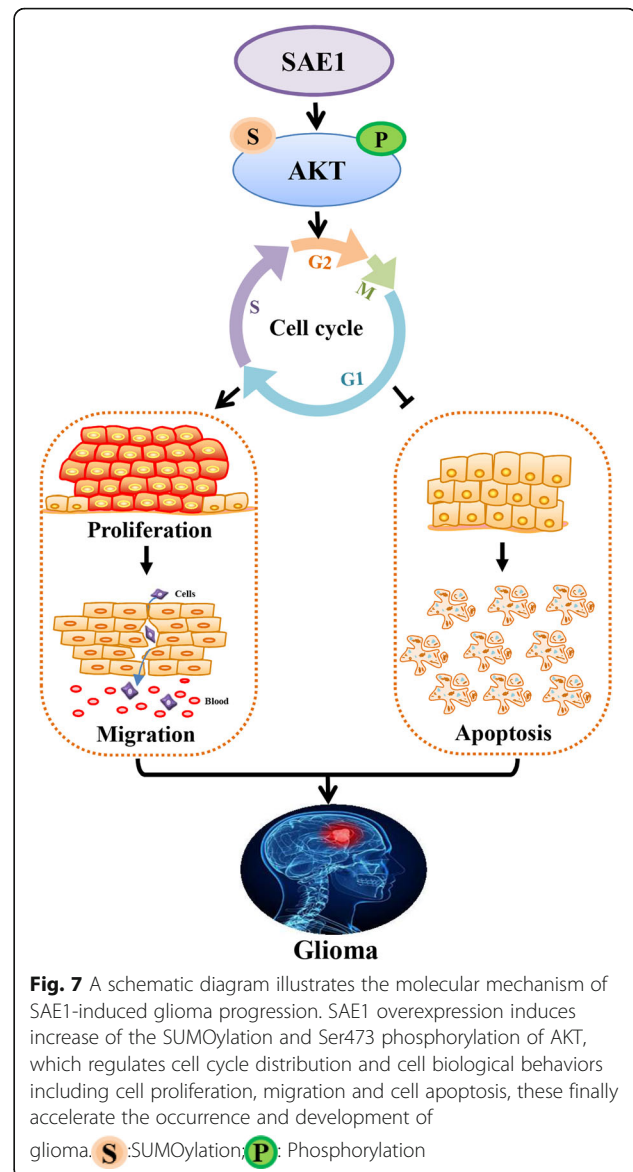 SAE1
S
P
AKT
G2
M
S
Cell cycle
G1
Proliferation
Cells
Blood
Migration
Apoptosis
Glioma
Fig. 7 A schematic diagram illustrates the molecular mechanism of
SAE1-induced glioma progression. SAE1 overexpression induces
increase of the SUMOylation and Ser473 phosphorylation of AKT,
which regulates cell cycle distribution and cell biological behaviors
including cell proliferation, migration and cell apoptosis, these finally
accelerate the occurrence and development of
glioma. S :SUMOylation; P : Phosphorylation